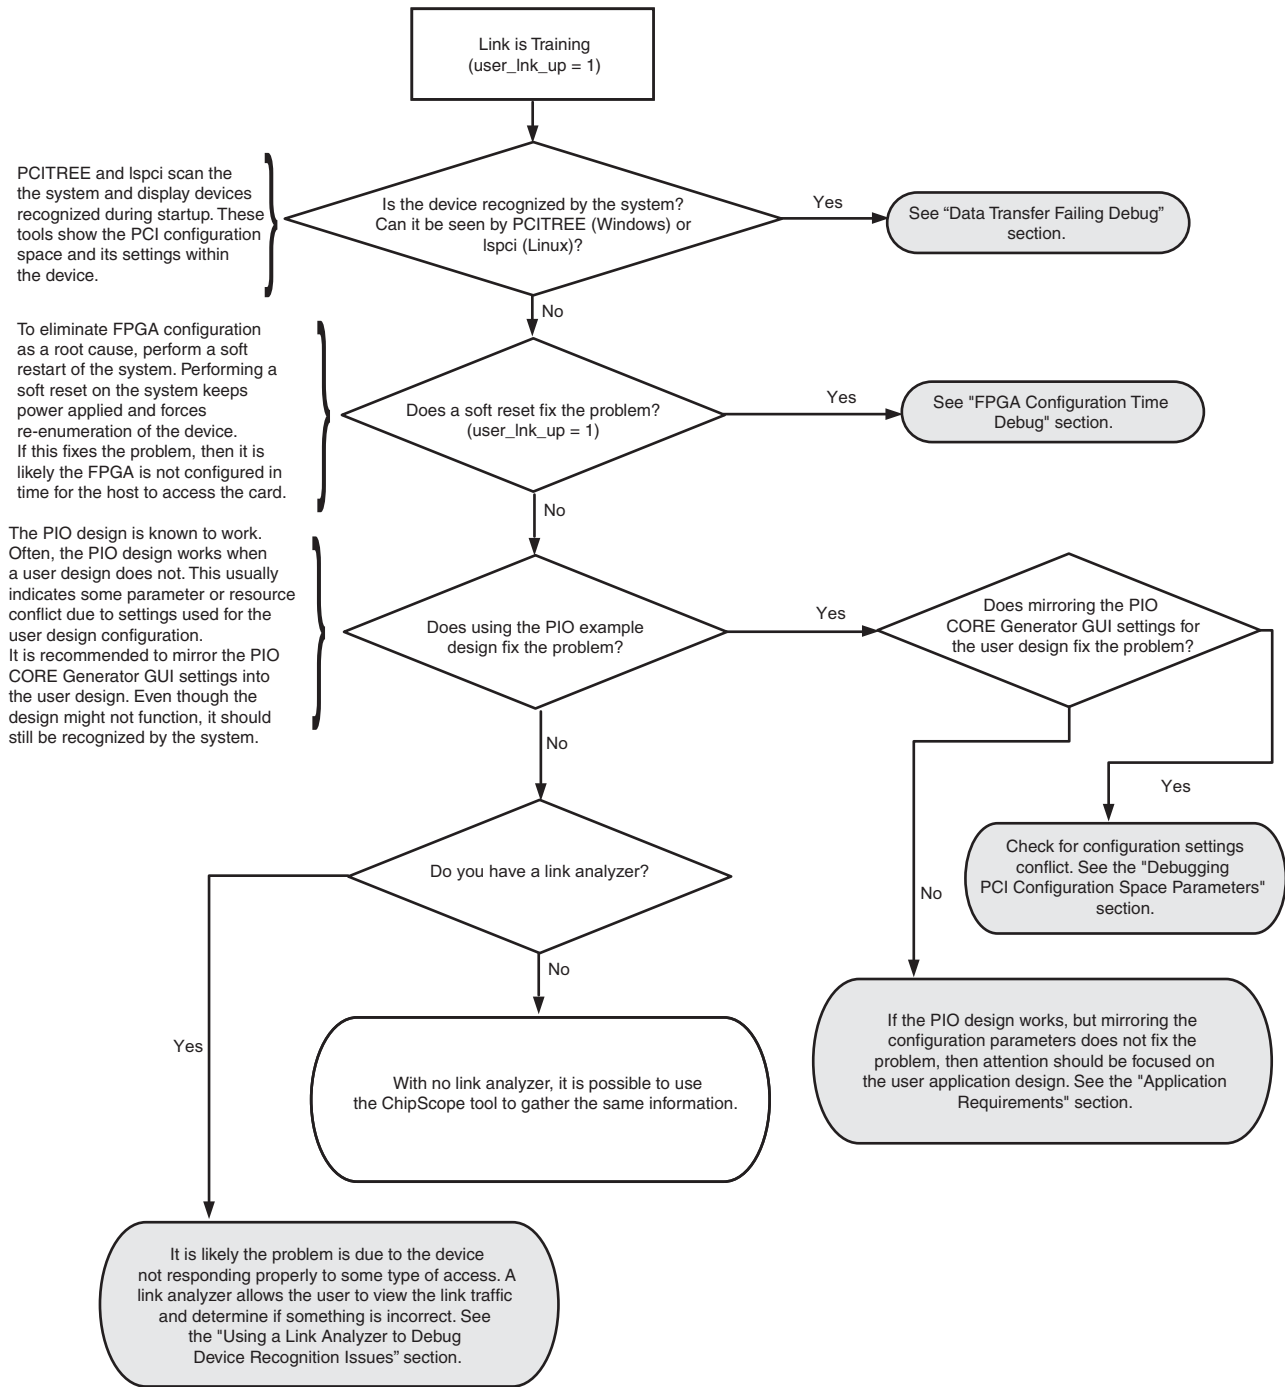 Link is Training
(user_lnk_up = 1)
PCITREE and lspci scan the
the system and display devices
recognized during startup. These
tools show the PCI configuration
space and its settings within
the device.
Is the device recognized by the system?
Can it be seen by PCITREE (Windows) or
lspci (Linux)?
Yes
See “Data Transfer Failing Debug”
section.
No
To eliminate FPGA configuration
as a root cause, perform a soft
restart of the system. Performing a
soft reset on the system keeps
power applied and forces
re-enumeration of the device.
If this fixes the problem, then it is
likely the FPGA is not configured in
time for the host to access the card.
Does a soft reset fix the problem?
(user_lnk_up = 1)
Yes
See "FPGA Configuration Time
Debug" section.
No
The PIO design is known to work.
Often, the PIO design works when
a user design does not. This usually
indicates some parameter or resource
conflict due to settings used for the
user design configuration.
It is recommended to mirror the PIO
CORE Generator GUI settings into
the user design. Even though the
design might not function, it should
still be recognized by the system.
Does using the PIO example
design fix the problem?
Yes
Does mirroring the PIO
CORE Generator GUI settings for
the user design fix the problem?
No
Yes
Do you have a link analyzer?
Check for configuration settings
conflict. See the "Debugging
PCI Configuration Space Parameters"
section.
No
No
Yes
With no link analyzer, it is possible to use
the ChipScope tool to gather the same information.
If the PIO design works, but mirroring the
configuration parameters does not fix the
problem, then attention should be focused on
the user application design. See the "Application
Requirements" section.
It is likely the problem is due to the device
not responding properly to some type of access. A
link analyzer allows the user to view the link traffic
and determine if something is incorrect. See
the "Using a Link Analyzer to Debug
Device Recognition Issues” section.